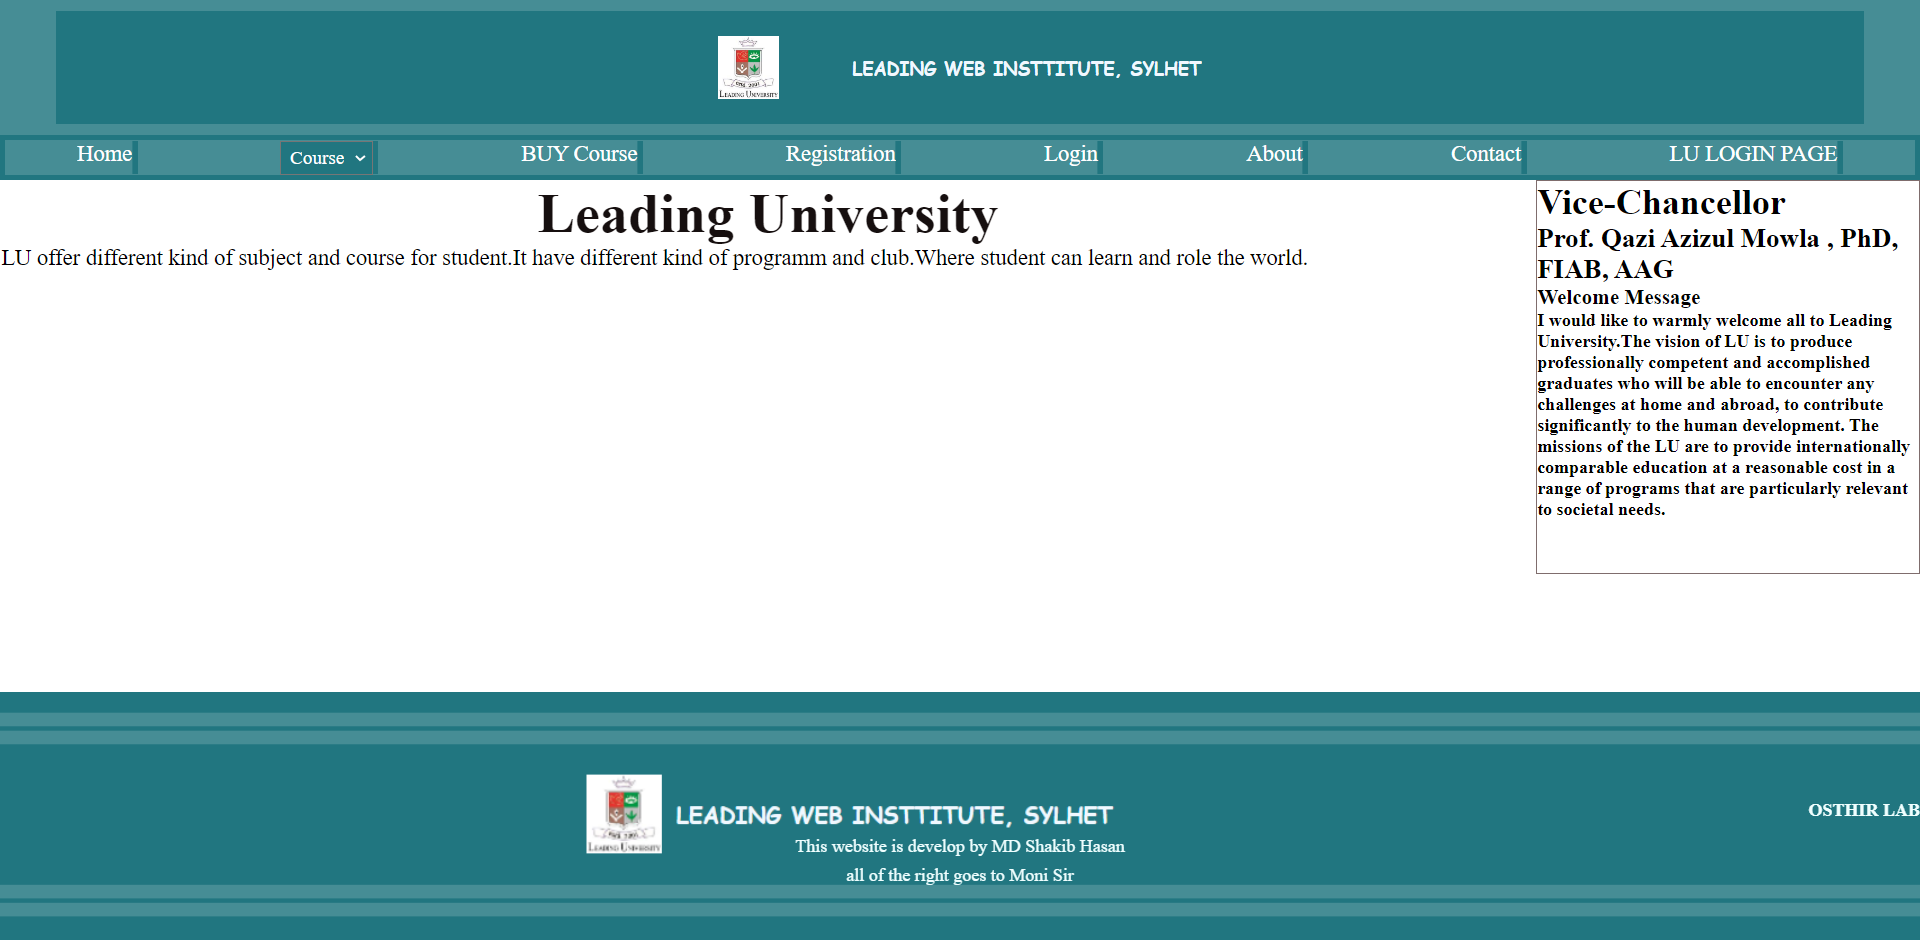 LEADING UNIVERSITY
LEADING WEB INSTTITUTE, SYLHET
Home
Course
BUY Course
Registration
Login
About
Contact
LU LOGIN PAGE
Leading University
LU offer different kind of subject and course for student.It have different kind of programm and club.Where student can learn and role the world.
Vice-Chancellor
Prof. Qazi Azizul Mowla , PhD,
FIAB, AAG
Welcome Message
I would like to warmly welcome all to Leading
University.The vision of LU is to produce
professionally competent and accomplished
graduates who will be able to encounter any
challenges at home and abroad, to contribute
significantly to the human development. The
missions of the LU are to provide internationally
comparable education at a reasonable cost in a
range of programs that are particularly relevant
to societal needs.
LEADING UNIVERSITY
LEADING WEB INSTTITUTE, SYLHET
OSTHIR LAB
This website is develop by MD Shakib Hasan
all of the right goes to Moni Sir